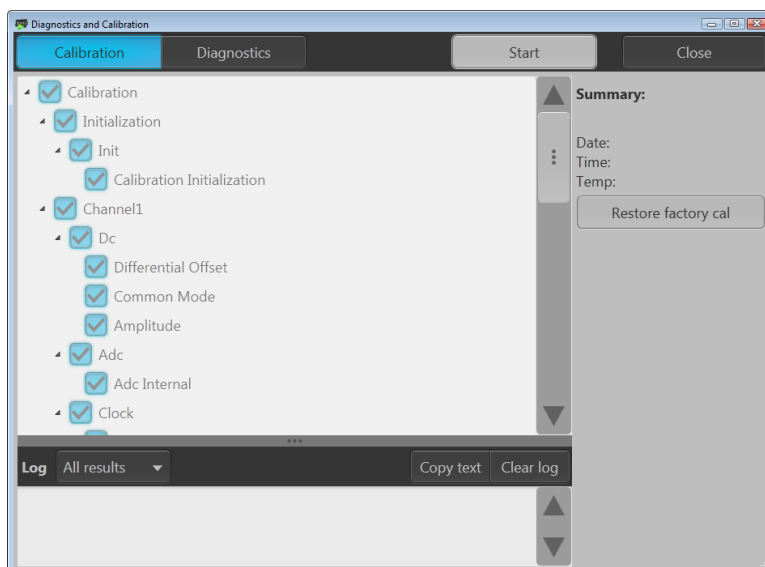 Diagnostics and Calibration
Calibration
Diagnostics
Start
Close
Calibration
Initialization
Init
Calibration Initialization
Channel1
Dc
Differential Offset
Common Mode
Amplitude
Adc
Adc Internal
Clock
Summary:
Date:
Time:
Temp:
Restore factory cal
Log
All results
Copy text
Clear log